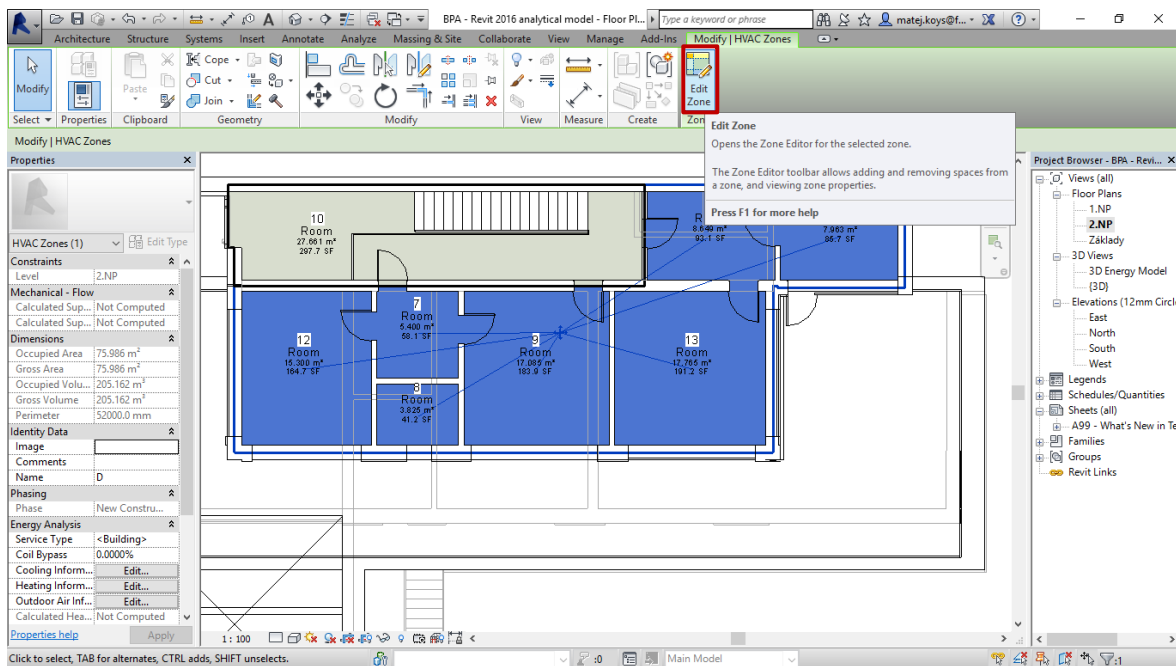 BPA - Revit 2016 analytical model - Floor Pl...
Type a keyword or phrase
matej.koys@f...
Architecture Structure Systems Insert Annotate Analyze Massing & Site Collaborate View Manage Add-Ins Modify | HVAC Zones
Modify
Paste
Cope
Cut
Join
Edit
Zone
Select Properties Clipboard Geometry Modify View Measure Create Zon
Edit Zone
Opens the Zone Editor for the selected zone.
The Zone Editor toolbar allows adding and removing spaces from
a zone, and viewing zone properties.
Press F1 for more help
Modify | HVAC Zones
Properties
HVAC Zones (1)
Edit Type
Constraints
Level 2.NP
Mechanical - Flow
Calculated Sup... Not Computed
Calculated Sup... Not Computed
Dimensions
Occupied Area 75.986 m²
Gross Area 75.986 m²
Occupied Volu... 205.162 m³
Gross Volume 205.162 m³
Perimeter 52000.0 mm
Identity Data
Image
Comments
Name D
Phasing
Phase New Constru...
Energy Analysis
Service Type <Building>
Coil Bypass 0.0000%
Cooling Inform... Edit...
Heating Inform... Edit...
Outdoor Air Inf... Edit...
Calculated Hea... Not Computed
Properties help
Apply
10
Room
27.661 m²
297.7 SF
R
8.649 m²
93.1 SF
7.963 m²
85.7 SF
7
Room
5.400 m²
58.1 SF
12
Room
15.300 m²
164.7 SF
9
Room
17.085 m²
183.9 SF
13
Room
17.765 m²
191.2 SF
8
Room
3.825 m²
41.2 SF
Project Browser - BPA - Revi...
Views (all)
Floor Plans
1.NP
2.NP
Základy
3D Views
3D Energy Model
{3D}
Elevations (12mm Circle
East
North
South
West
Legends
Schedules/Quantities
Sheets (all)
A99 - What's New in Te
Families
Groups
Revit Links
1 : 100
Click to select, TAB for alternates, CTRL adds, SHIFT unselects.
:0
Main Model
:1